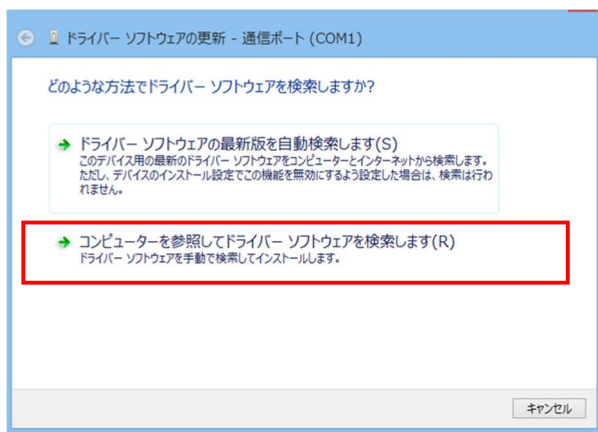 ドライバー ソフトウェアの更新 - 通信ポート (COM1)
どのような方法でドライバー ソフトウェアを検索しますか?
ドライバー ソフトウェアの最新版を自動検索します(S)
このデバイス用の最新のドライバー ソフトウェアをコンピューターとインターネットから検索します。
ただし、デバイスのインストール設定でこの機能を無効にするよう設定した場合は、検索は行わ
れません。
コンピューターを参照してドライバー ソフトウェアを検索します(R)
ドライバー ソフトウェアを手動で検索してインストールします。
キャンセル